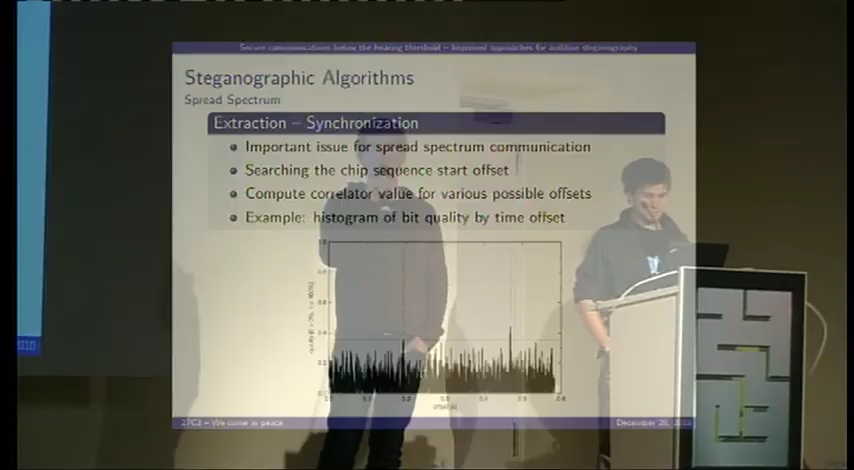 Secure communications below the hearing threshold – Improved approaches for auditive steganography
Steganographic Algorithms
Spread Spectrum
Extraction – Synchronization
Important issue for spread spectrum communication
Searching the chip sequence start offset
Compute correlator value for various possible offsets
Example: histogram of bit quality by time offset
27C3 – We come in peace
December 28,